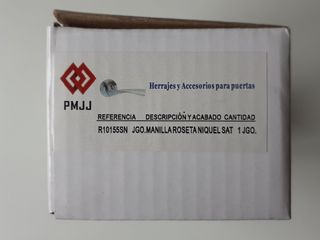 Herrajes y Accesorios para puertas
PMJJ
REFERENCIA DESCRIPCIÓN Y ACABADO CANTIDAD
R10155SN JGO.MANILLA ROSETA NIQUEL SAT 1 JGO.